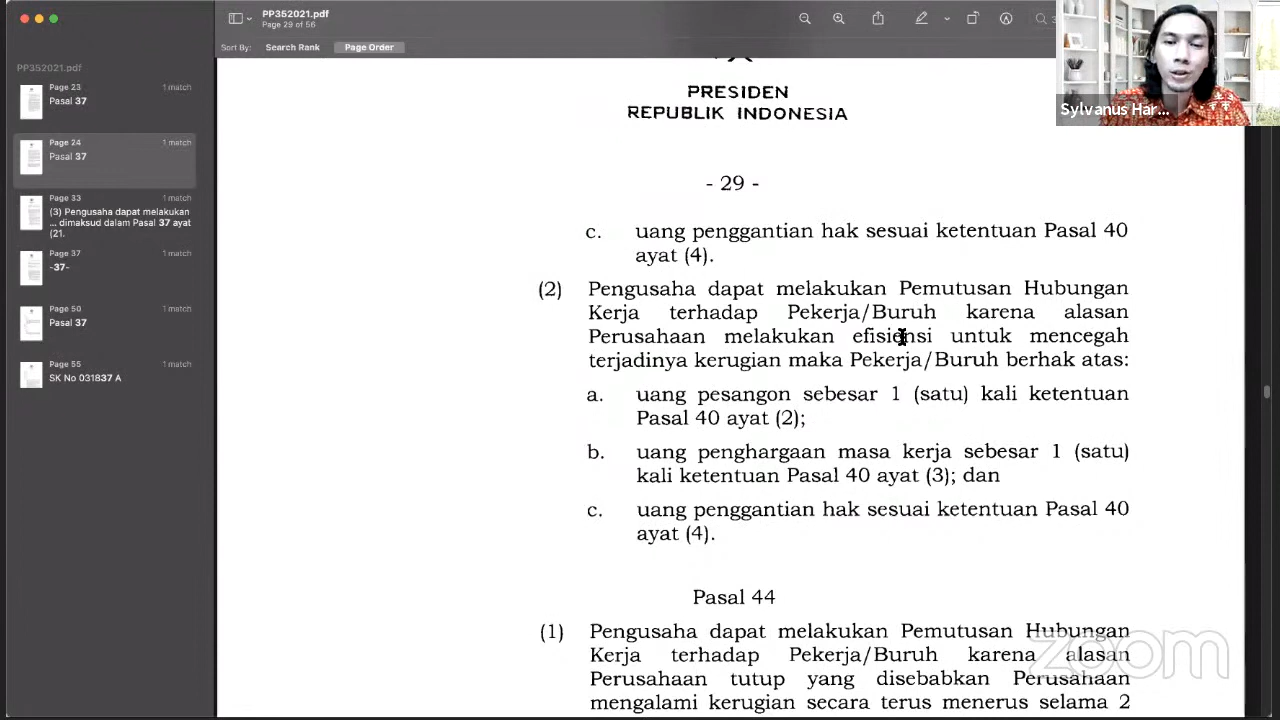 PP352021.pdf
Page 29 of 56
Sort By: Search Rank Page Order
PP352021.pdf
Page 23 1 match
Pasal 37
Page 24 1 match
Pasal 37
Page 33 1 match
(3) Pengusaha dapat melakukan
... dimaksud dalam Pasal 37 ayat
(21.
Page 37 1 match
-37-
Page 50 1 match
Pasal 37
Page 55 1 match
SK No 031837 A
Sylvanus Har...
PRESIDEN
REPUBLIK INDONESIA
- 29 -
c. uang penggantian hak sesuai ketentuan Pasal 40
ayat (4).
(2) Pengusaha dapat melakukan Pemutusan Hubungan
Kerja terhadap Pekerja/Buruh karena alasan
Perusahaan melakukan efisiensi untuk mencegah
terjadinya kerugian maka Pekerja/Buruh berhak atas:
a. uang pesangon sebesar 1 (satu) kali ketentuan
Pasal 40 ayat (2);
b. uang penghargaan masa kerja sebesar 1 (satu)
kali ketentuan Pasal 40 ayat (3); dan
c. uang penggantian hak sesuai ketentuan Pasal 40
ayat (4).
Pasal 44
(1) Pengusaha dapat melakukan Pemutusan Hubungan
Kerja terhadap Pekerja/Buruh karena alasan
Perusahaan tutup yang disebabkan Perusahaan
mengalami kerugian secara terus menerus selama 2
zoom